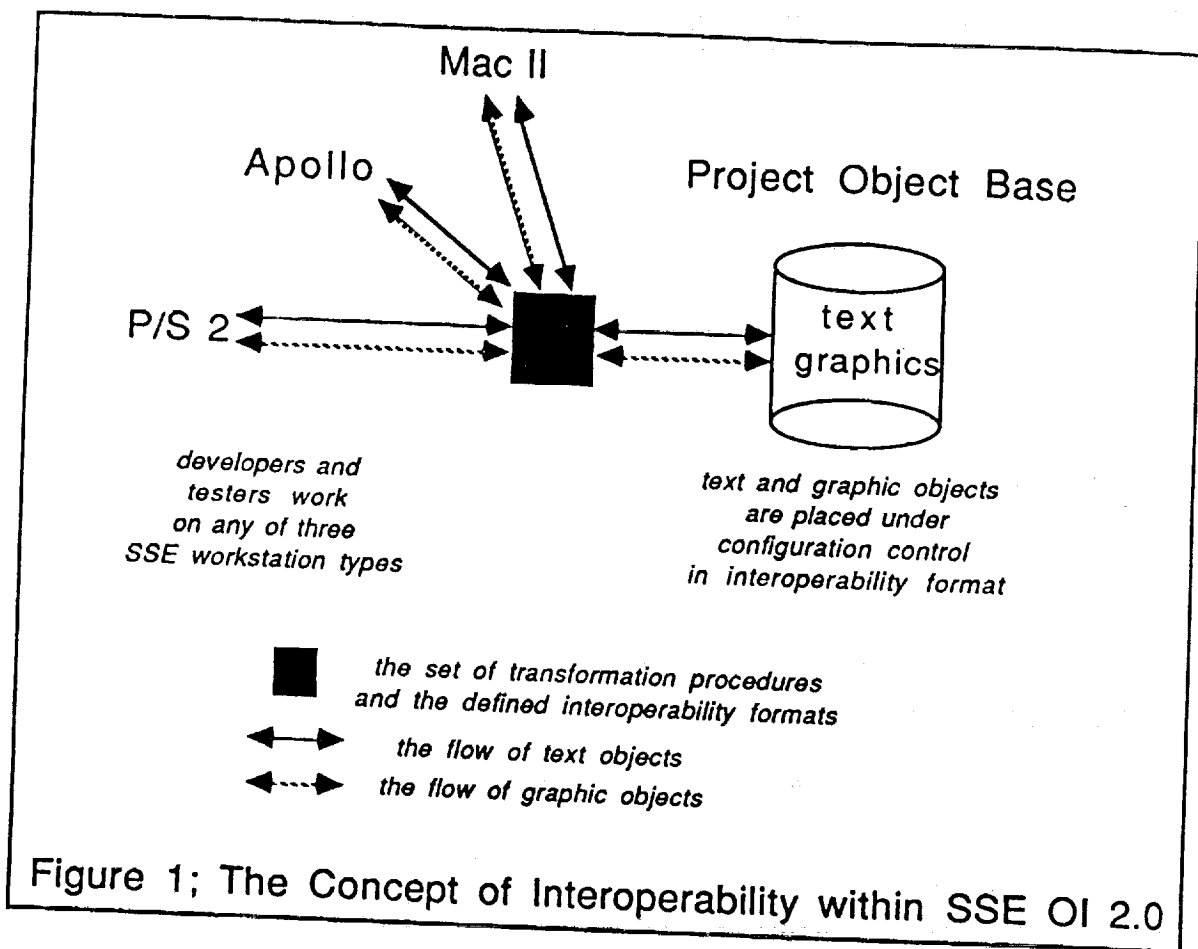 Mac II
Apollo
Project Object Base
P/S 2
text
graphics
developers and
testers work
on any of three
SSE workstation types
text and graphic objects
are placed under
configuration control
in interoperability format
the set of transformation procedures
and the defined interoperability formats
the flow of text objects
the flow of graphic objects
Figure 1; The Concept of Interoperability within SSE OI 2.0